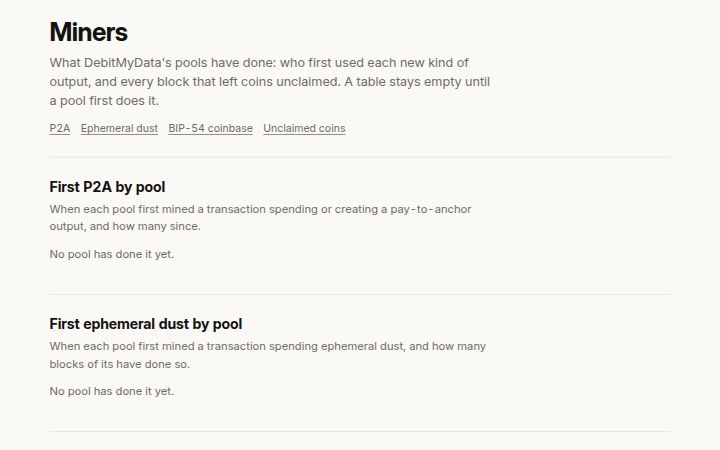 Miners
What DebitMyData's pools have done: who first used each new kind of
output, and every block that left coins unclaimed. A table stays empty until
a pool first does it.
P2A Ephemeral dust BIP-54 coinbase Unclaimed coins
First P2A by pool
When each pool first mined a transaction spending or creating a pay-to-anchor
output, and how many since.
No pool has done it yet.
First ephemeral dust by pool
When each pool first mined a transaction spending ephemeral dust, and how many
blocks of its have done so.
No pool has done it yet.